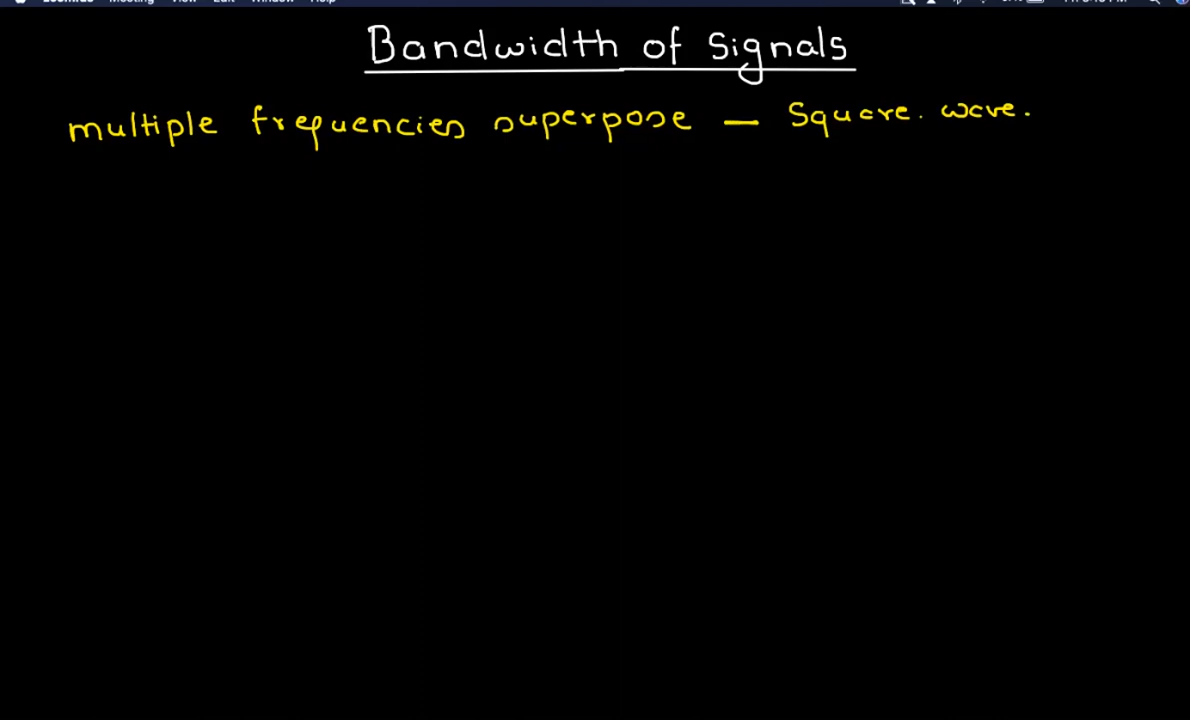 Bandwidth of Signals
multiple frequencies superpose — Square. wave.